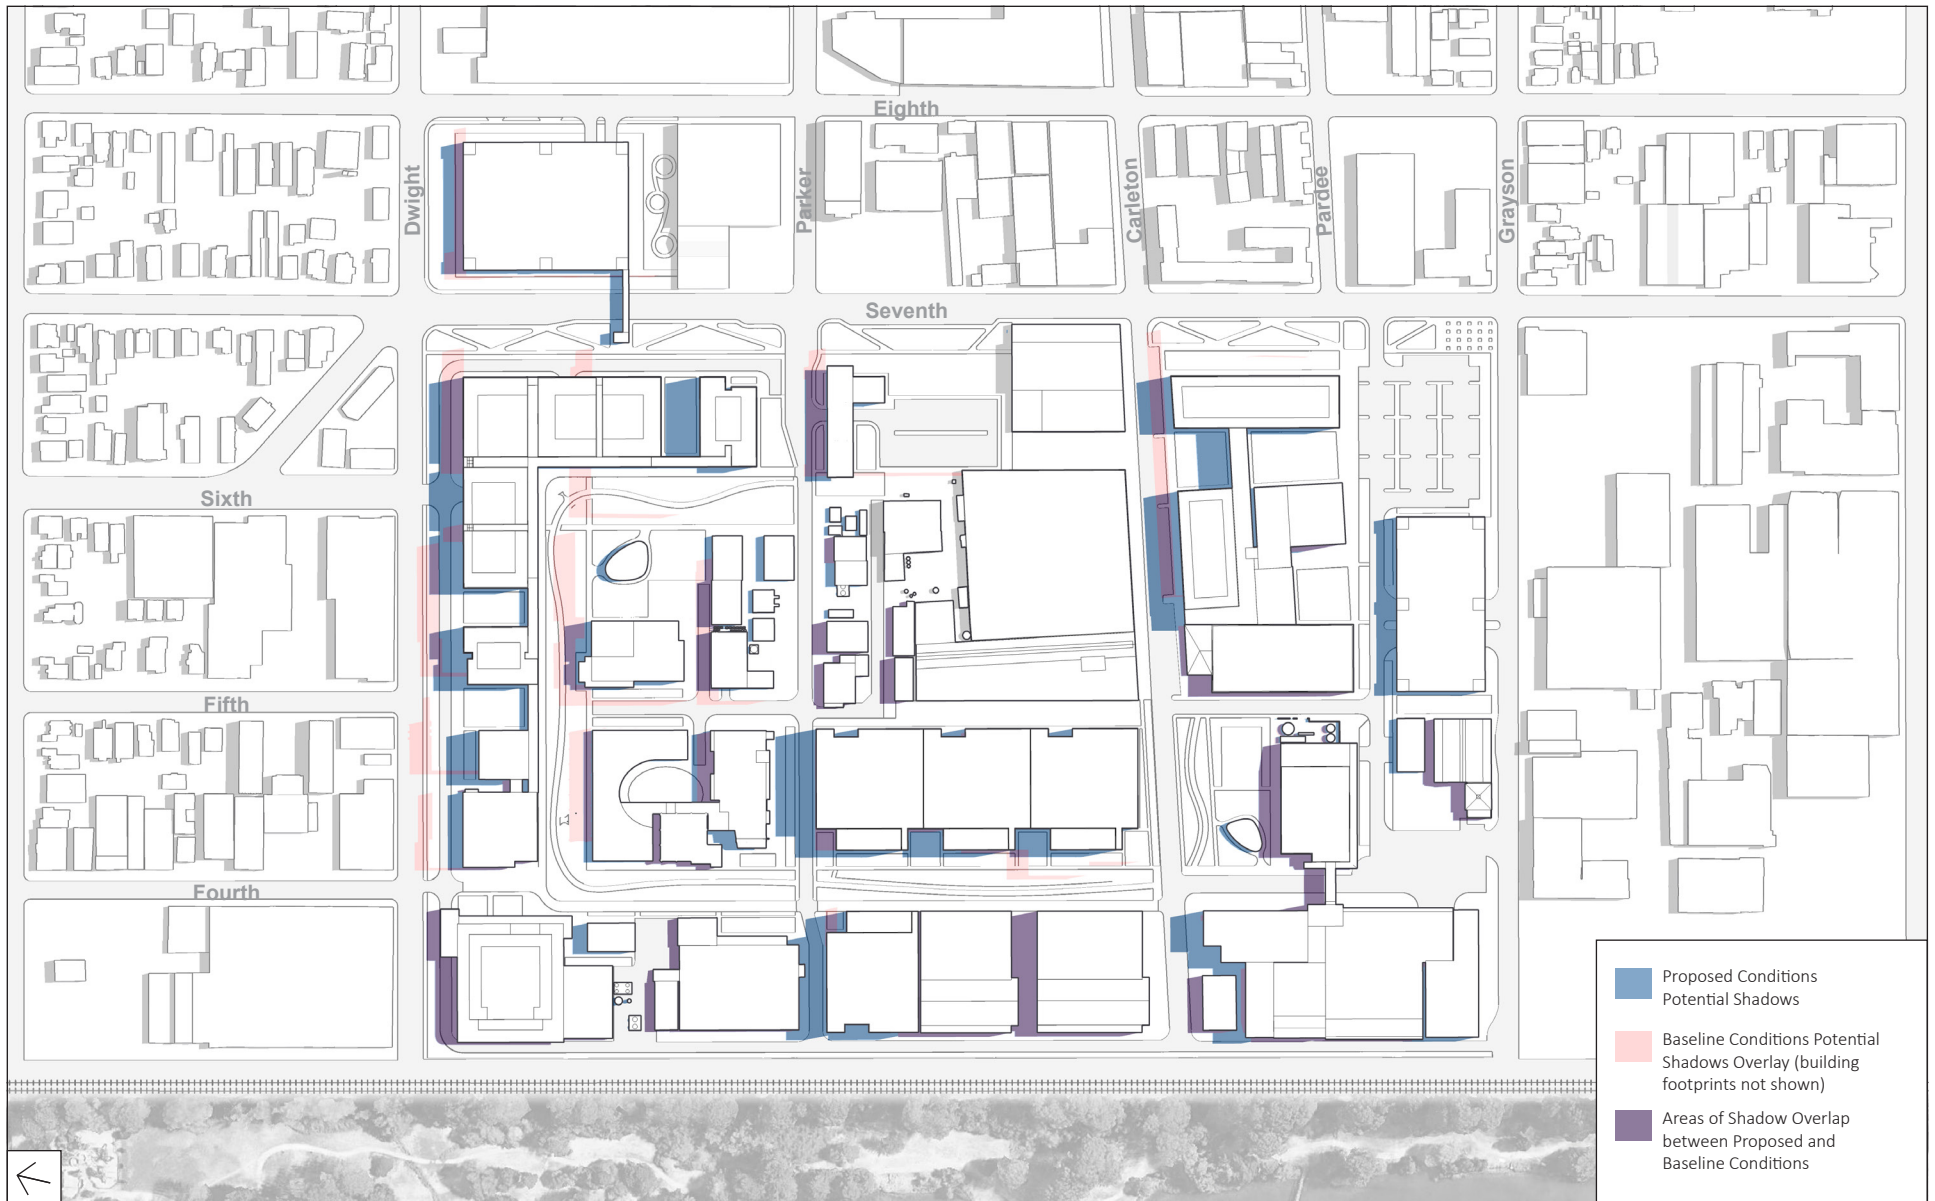 Eighth
Dwight
Parker
Carleton
Pardee
Grayson
Seventh
Sixth
Fifth
Fourth
Proposed Conditions
Potential Shadows
Baseline Conditions Potential
Shadows Overlay (building
footprints not shown)
Areas of Shadow Overlap
between Proposed and
Baseline Conditions